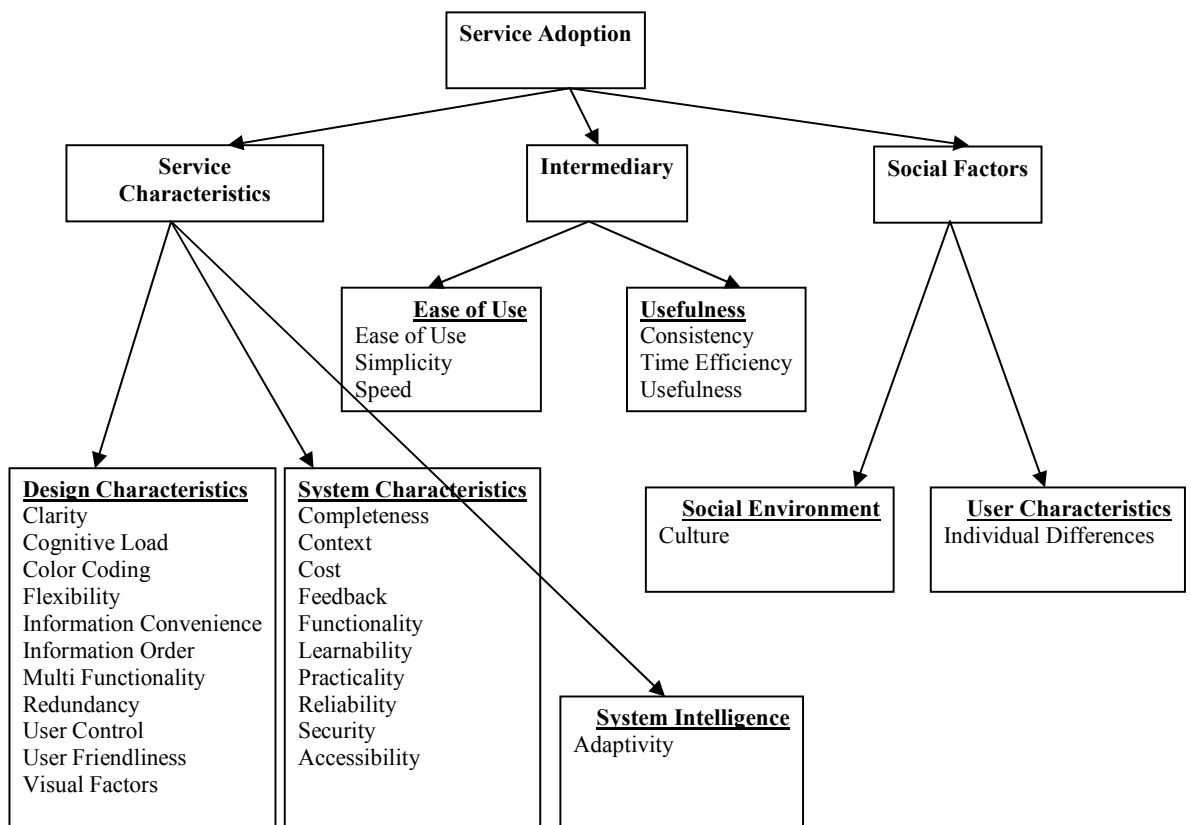 Service Adoption
Service
Characteristics
Intermediary
Social Factors
Ease of Use
Ease of Use
Simplicity
Speed
Usefulness
Consistency
Time Efficiency
Usefulness
Design Characteristics
Clarity
Cognitive Load
Color Coding
Flexibility
Information Convenience
Information Order
Multi Functionality
Redundancy
User Control
User Friendliness
Visual Factors
System Characteristics
Completeness
Context
Cost
Feedback
Functionality
Learnability
Practicality
Reliability
Security
Accessibility
System Intelligence
Adaptivity
Social Environment
Culture
User Characteristics
Individual Differences